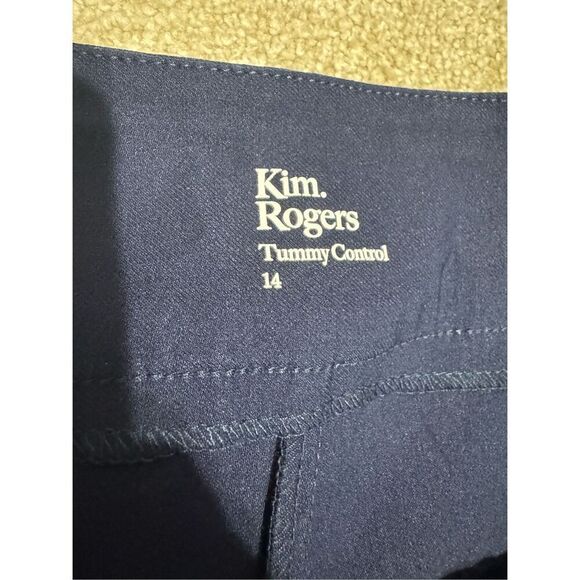 Kim.
Rogers
Tummy Control
14